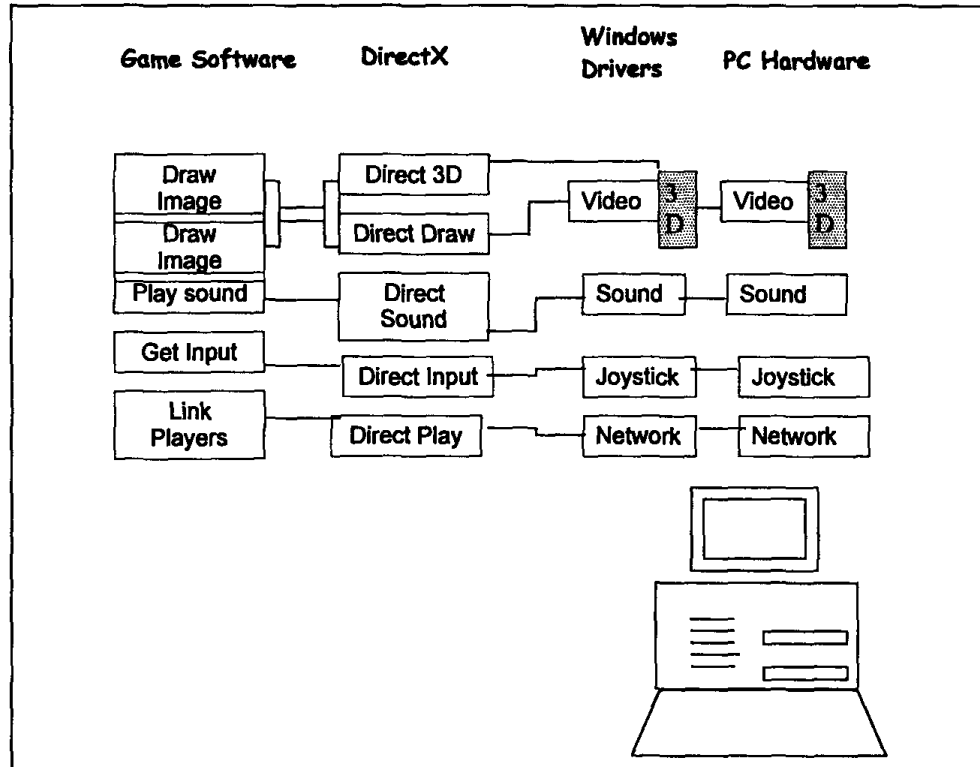 Game Software
DirectX
Windows
Drivers
PC Hardware
Draw
Image
Direct 3D
Video
3
D
Video
3
D
Draw
Image
Direct Draw
Play sound
Direct
Sound
Sound
Sound
Get Input
Direct Input
Joystick
Joystick
Link
Players
Direct Play
Network
Network